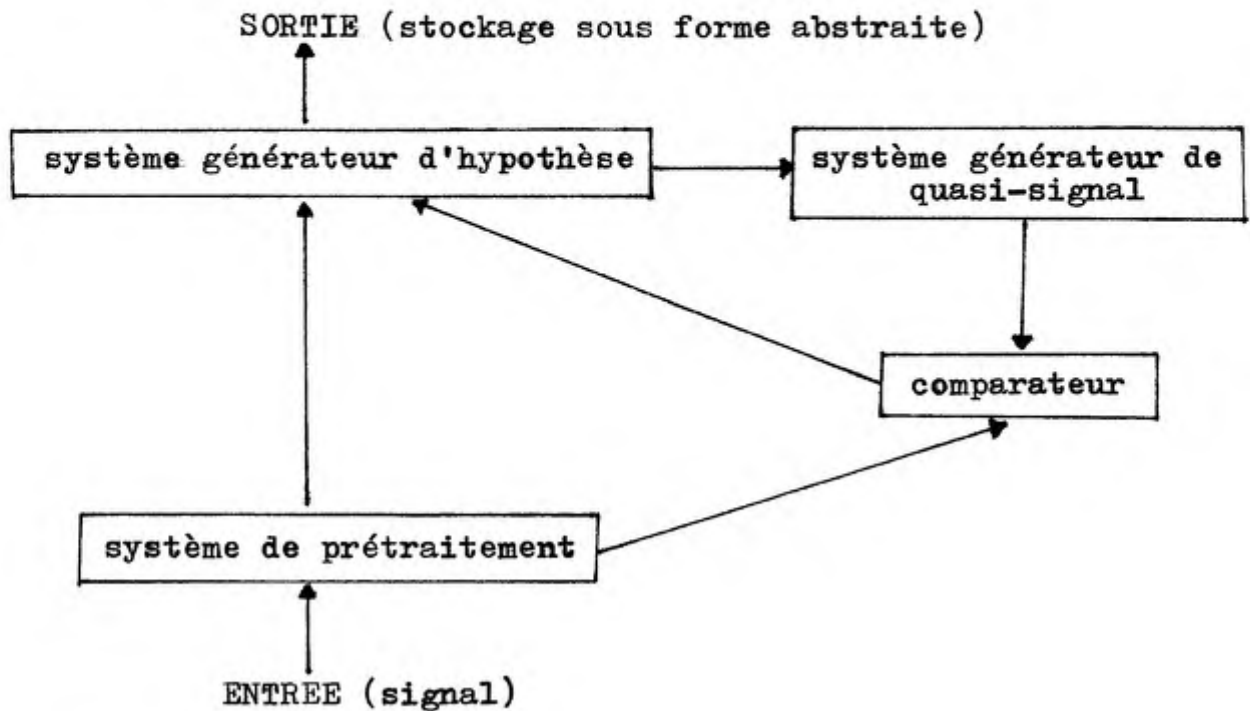 SORTIE (stockage sous forme abstraite)
système générateur d'hypothèse
système générateur de
quasi-signal
comparateur
système de prétraitement
ENTREE (signal)